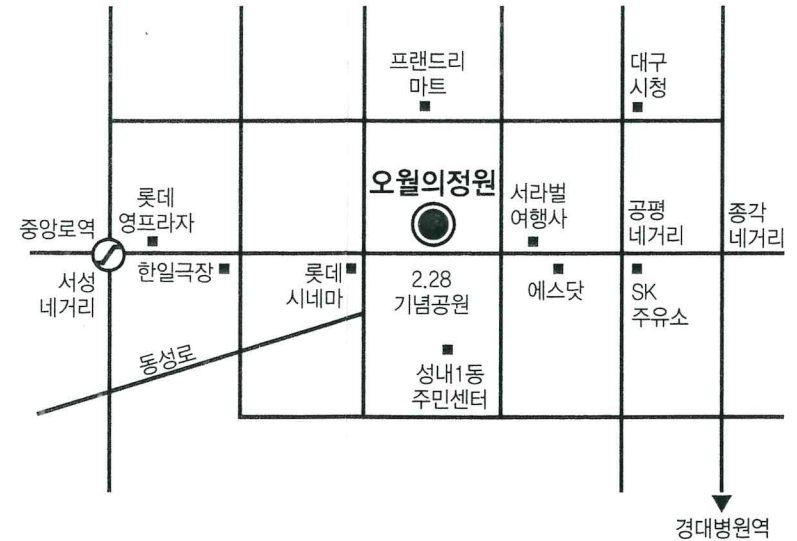 프랜드리
마트
대구
시청
오월의정원
롯데
영프라자
서라벌
여행사
공평
네거리
종각
네거리
중앙로역
서성
네거리
한일극장
롯데
시네마
2.28
기념공원
에스닷
SK
주유소
동성로
성내1동
주민센터
경대병원역